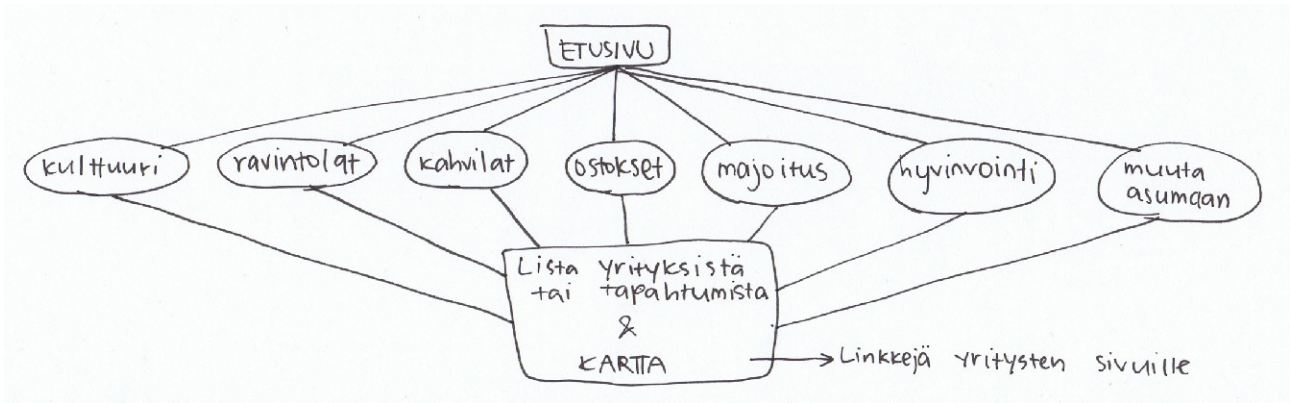 ETUSIVU
kulttuuri
ravintolat
kahvilat
ostokset
majoitus
hyvinvointi
muuta
asumaan
Lista yrityksistä
tai tapahtumista
&
KARTTA
Linkkejä yritysten sivuille